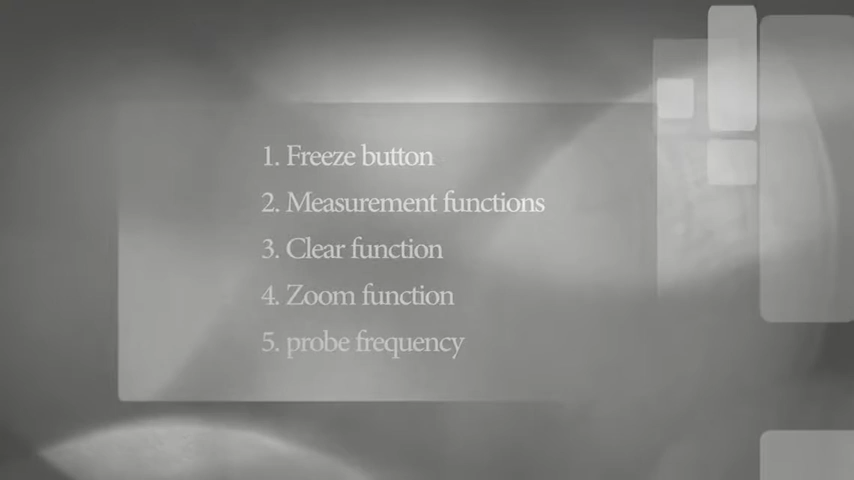 1. Freeze button
2. Measurement functions
3. Clear function
4. Zoom function
5. probe frequency